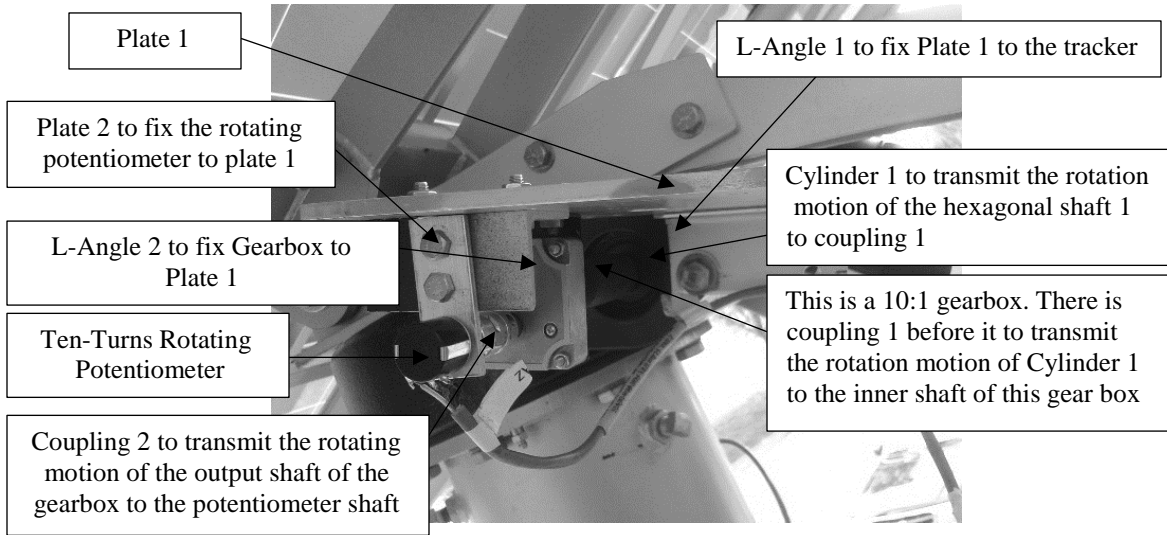 Plate 1
L-Angle 1 to fix Plate 1 to the tracker
Plate 2 to fix the rotating
potentiometer to plate 1
Cylinder 1 to transmit the rotation
motion of the hexagonal shaft 1
to coupling 1
L-Angle 2 to fix Gearbox to
Plate 1
This is a 10:1 gearbox. There is
coupling 1 before it to transmit
the rotation motion of Cylinder 1
to the inner shaft of this gear box
Ten-Turns Rotating
Potentiometer
Coupling 2 to transmit the rotating
motion of the output shaft of the
gearbox to the potentiometer shaft